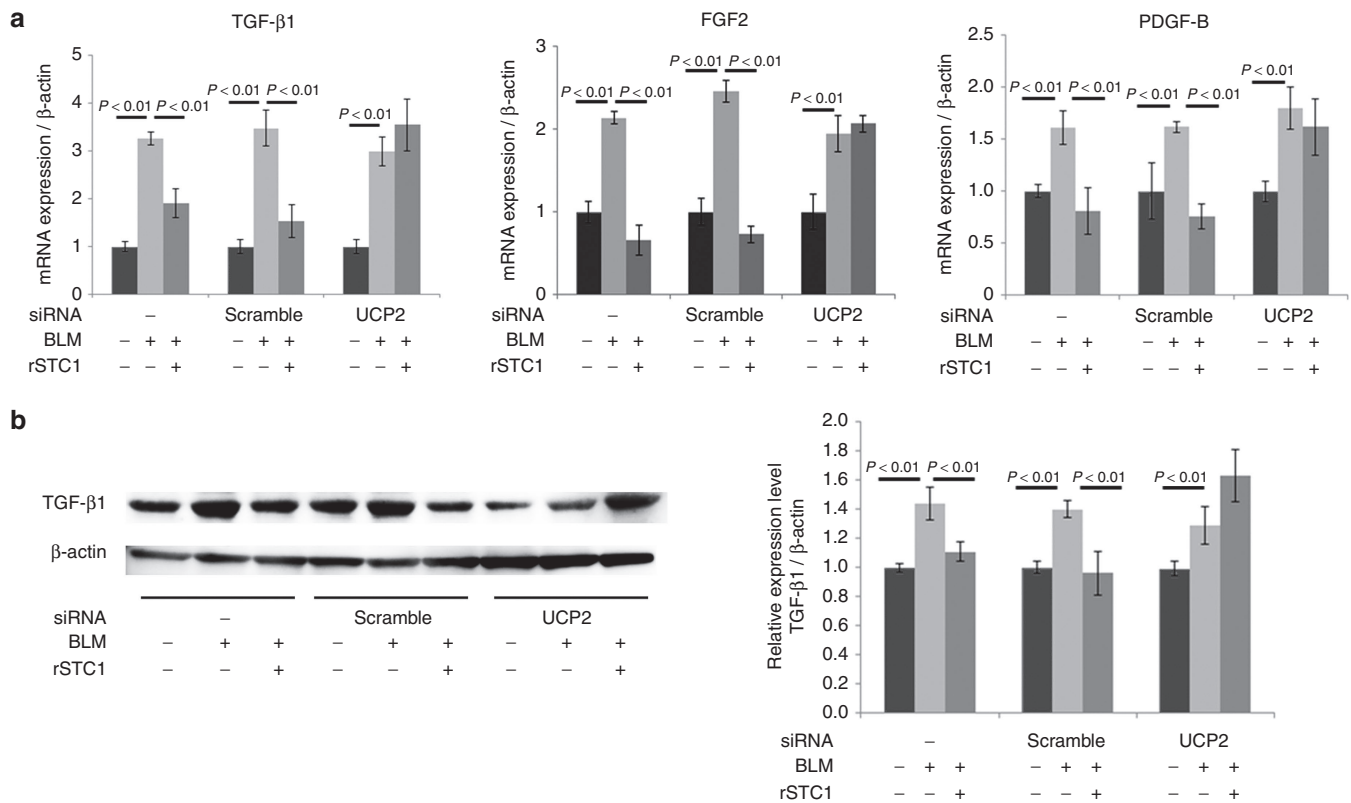 a
TGF-β1
mRNA expression / β-actin
5
4
3
2
1
0
P < 0.01 P < 0.01
P < 0.01 P < 0.01
P < 0.01
siRNA – Scramble UCP2
BLM – + + – + + – + +
rSTC1 – – + – – + – – +
FGF2
mRNA expression / β-actin
3
2
1
0
P < 0.01 P < 0.01
P < 0.01 P < 0.01
P < 0.01
siRNA – Scramble UCP2
BLM – + + – + + – + +
rSTC1 – – + – – + – – +
PDGF-B
mRNA expression / β-actin
2.5
2.0
1.5
1.0
0.5
0
P < 0.01 P < 0.01
P < 0.01 P < 0.01
P < 0.01
siRNA – Scramble UCP2
BLM – + + – + + – + +
rSTC1 – – + – – + – – +
b
TGF-β1
β-actin
siRNA – Scramble UCP2
BLM – + + – + + – + +
rSTC1 – – + – – + – – +
Relative expression level
TGF-β1 / β-actin
2.0
1.8
1.6
1.4
1.2
1.0
0.8
0.6
0.4
0.2
0.0
P < 0.01 P < 0.01
P < 0.01 P < 0.01
P < 0.01
siRNA – Scramble UCP2
BLM – + + – + + – + +
rSTC1 – – + – – + – – +